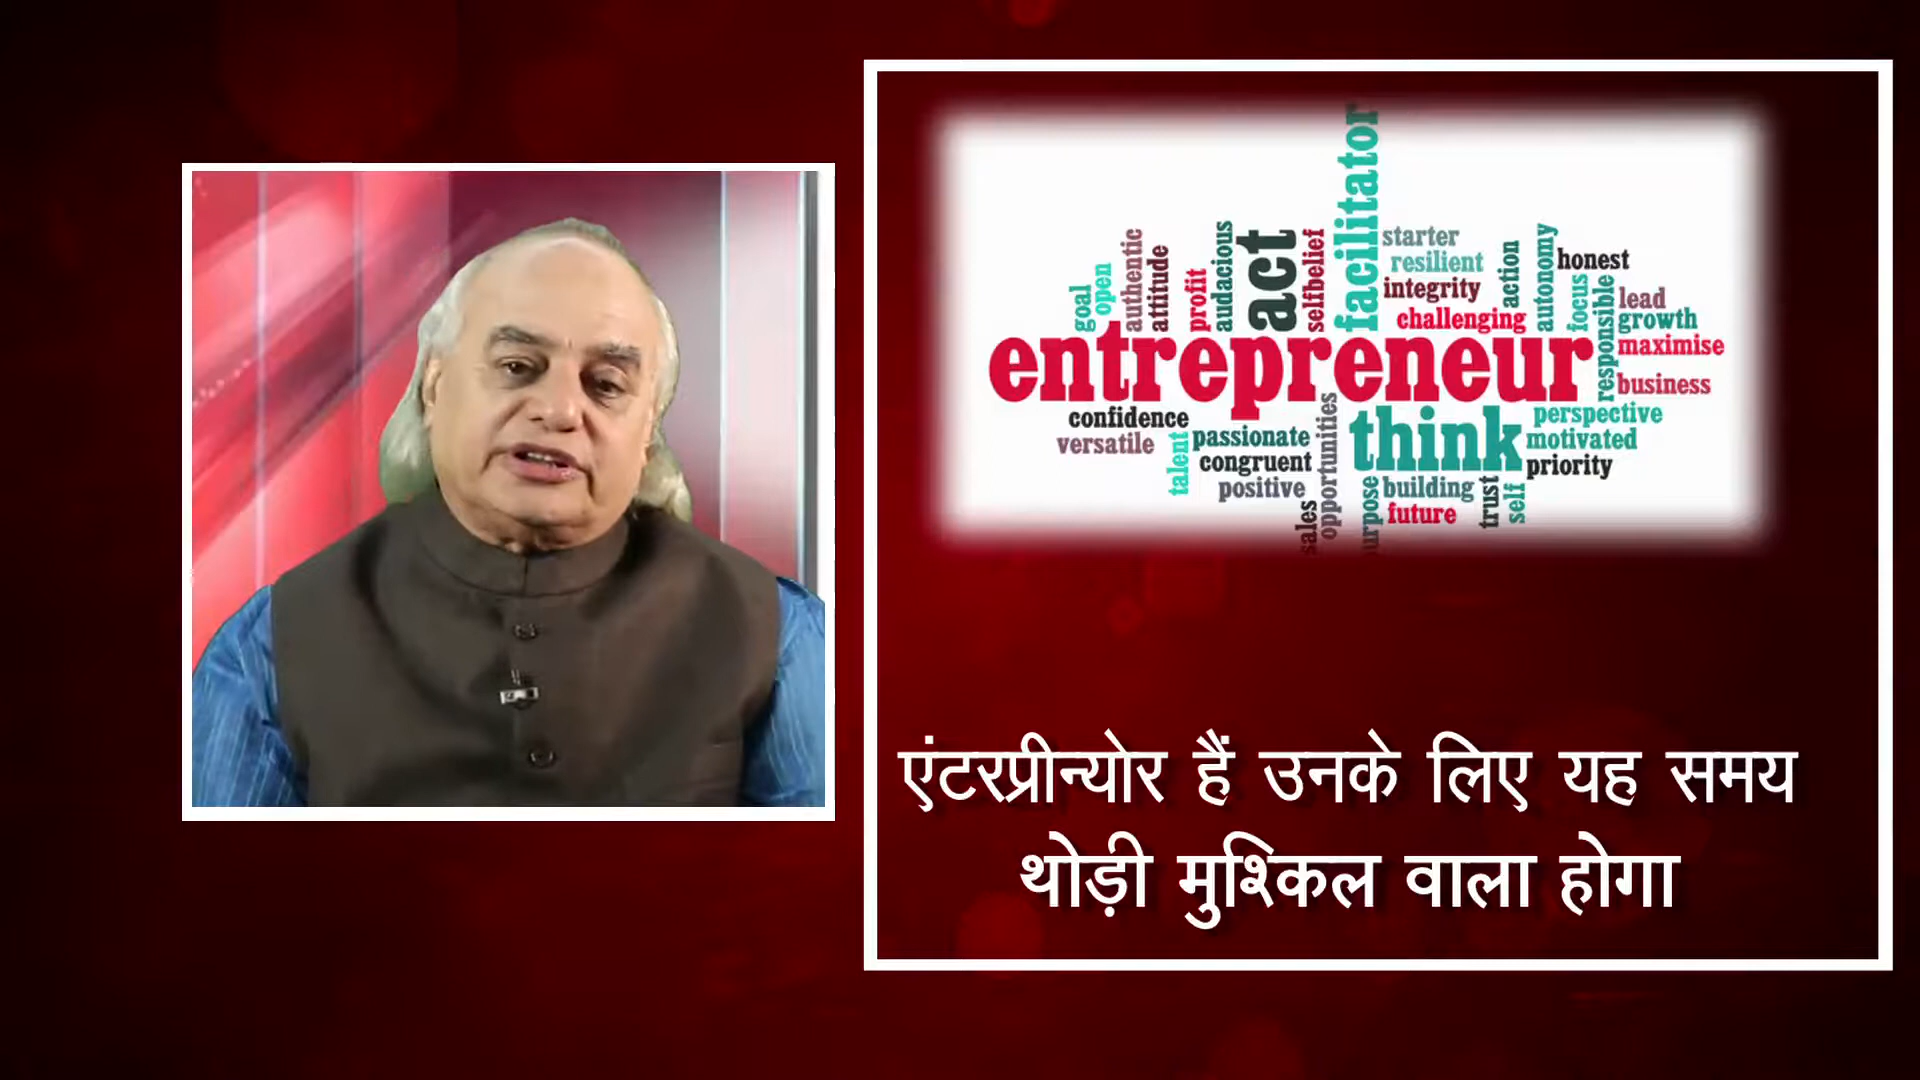 facilitator
act
starter
resilient
integrity
challenging
authentic
attitude
goal
open
profit
audacious
selfbelief
action
autonomy
honest
focus
responsible
lead
growth
maximise
business
entrepreneur
confidence
versatile
talent
passionate
congruent
positive
opportunities
think
perspective
motivated
priority
building
future
trust
self
sales
urpose
एंटरप्रीन्योर हैं उनके लिए यह समय
थोड़ी मुश्किल वाला होगा